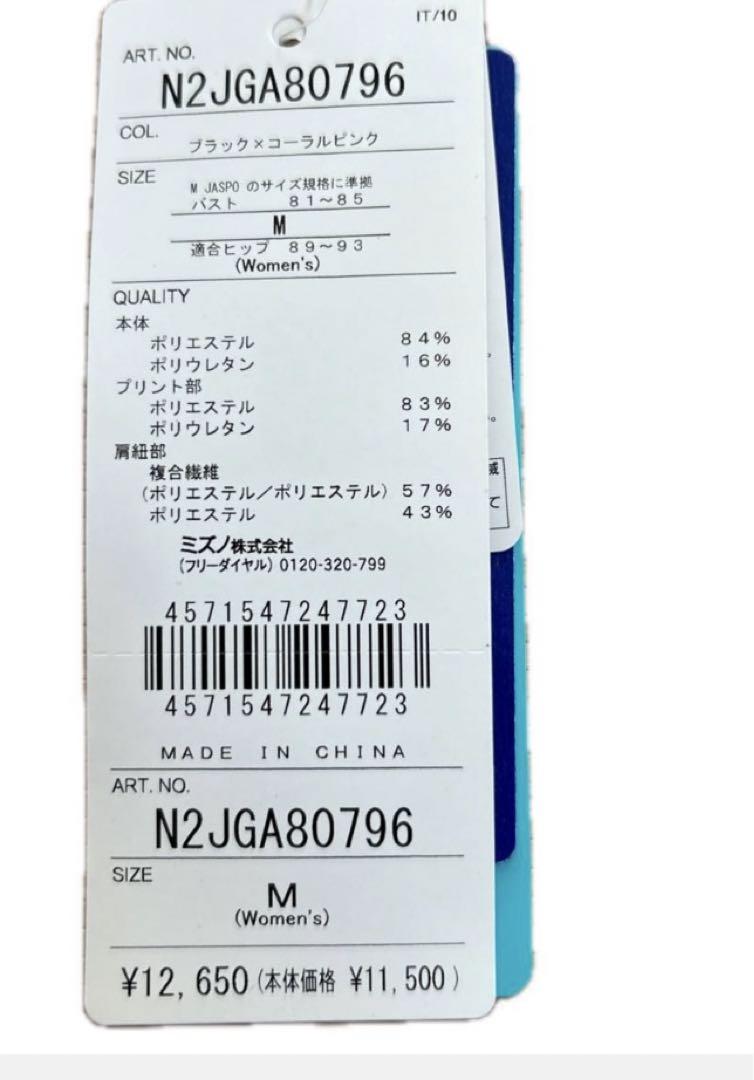 IT/10
ART. NO.
N2JGA80796
COL.
ブラック×コーラルピンク
SIZE
M JASPO のサイズ規格に準拠
バスト 81～85
M
適合ヒップ 89～93
(Women's)
QUALITY
本体
ポリエステル 84%
ポリウレタン 16%
プリント部
ポリエステル 83%
ポリウレタン 17%
肩紐部
複合繊維
(ポリエステル／ポリエステル) 57%
ポリエステル 43%
ミズノ株式会社
(フリーダイヤル) 0120-320-799
4571547247723
4571547247723
MADE IN CHINA
ART. NO.
N2JGA80796
SIZE
M
(Women's)
¥12,650(本体価格 ¥11,500)
て